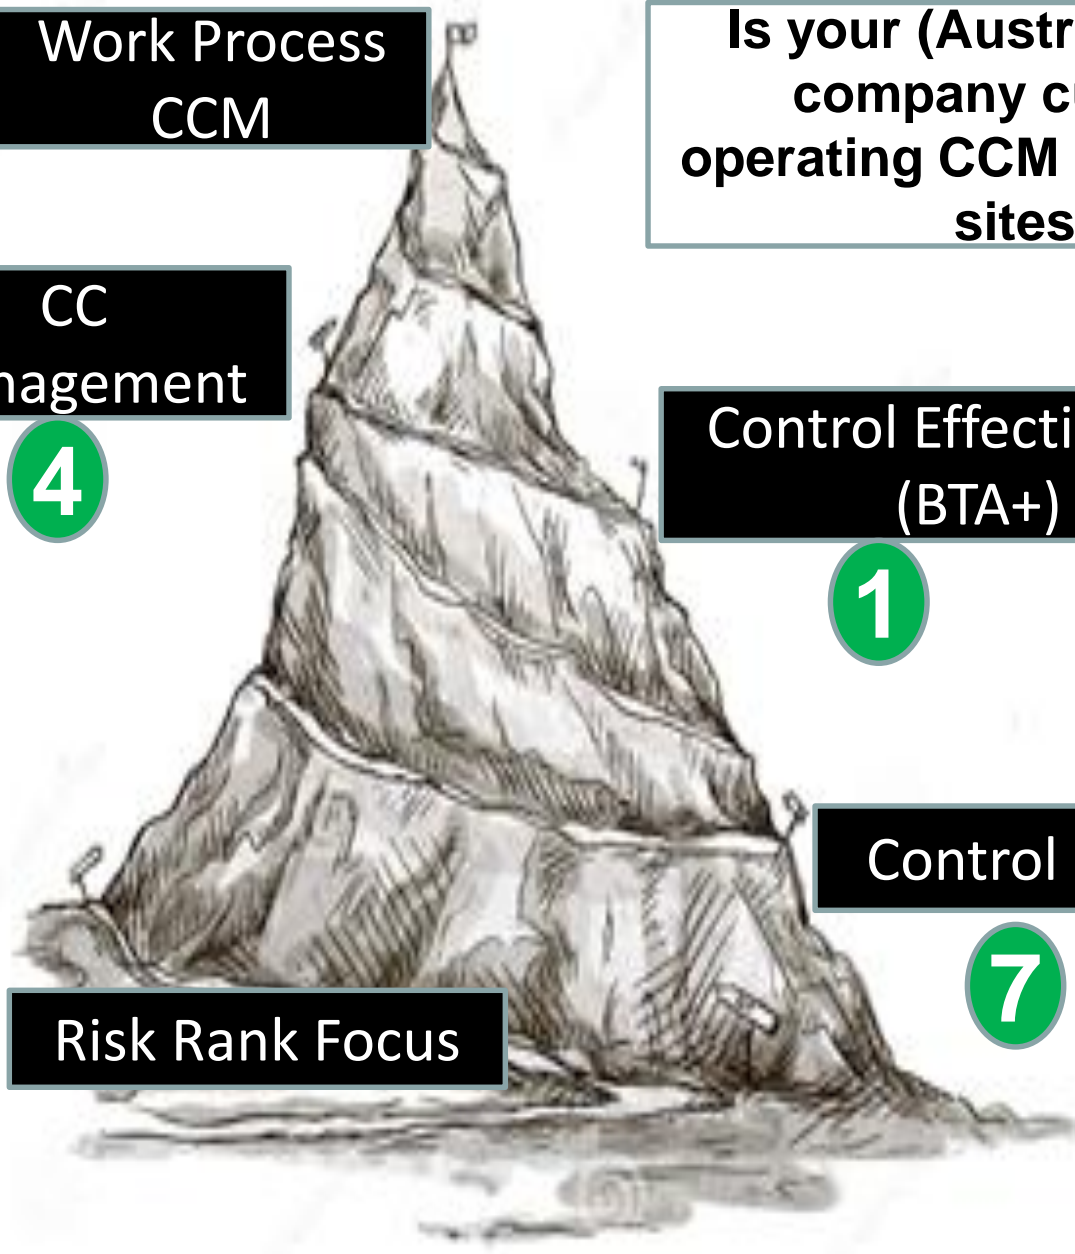 Work Process
CCM
Is your (Austr
company cu
operating CCM
sites
CC
nagement
4
Control Effecti
(BTA+)
1
Control
7
Risk Rank Focus